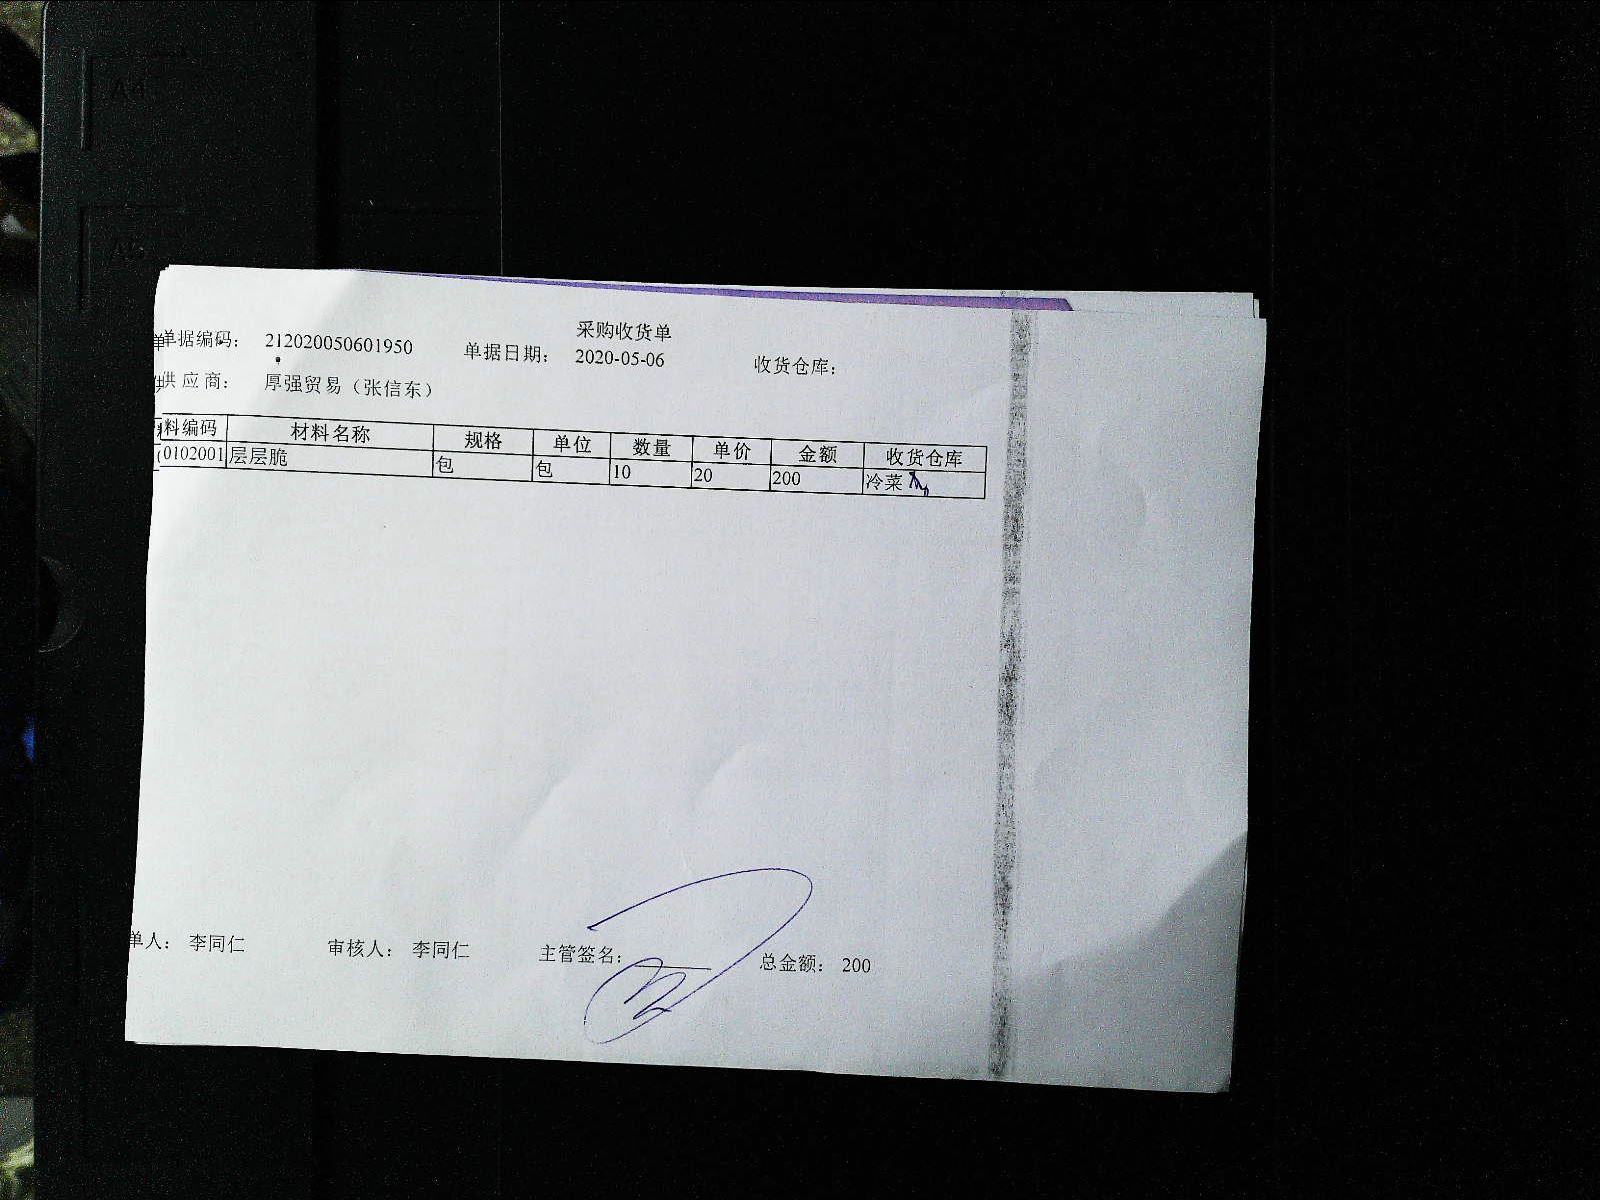 采购收货单
单据编码： 212020050601950 单据日期： 2020-05-06 收货仓库：
供应商： 厚强贸易（张信东）
料编码 材料名称 规格 单位 数量 单价 金额 收货仓库
0102001 层层脆 包 包 10 20 200 冷菜
单人： 李同仁 审核人： 李同仁 主管签名： 总金额： 200
A4